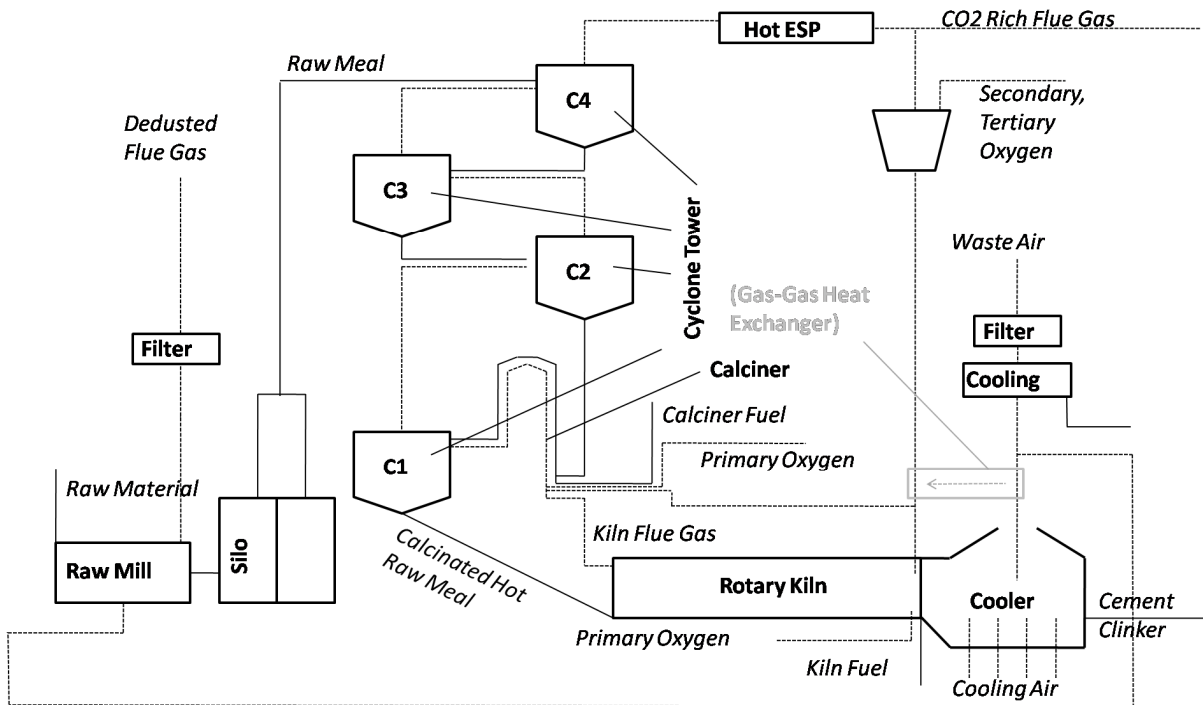 CO2 Rich Flue Gas
Hot ESP
Raw Meal
C4
Secondary,
Tertiary
Oxygen
Dedusted
Flue Gas
C3
Cyclone Tower
Waste Air
C2
(Gas-Gas Heat
Exchanger)
Filter
Filter
Calciner
Cooling
Calciner Fuel
Primary Oxygen
C1
Raw Material
Kiln Flue Gas
Calcinated Hot
Raw Meal
Silo
Raw Mill
Rotary Kiln
Cooler
Cement
Clinker
Primary Oxygen
Kiln Fuel
Cooling Air